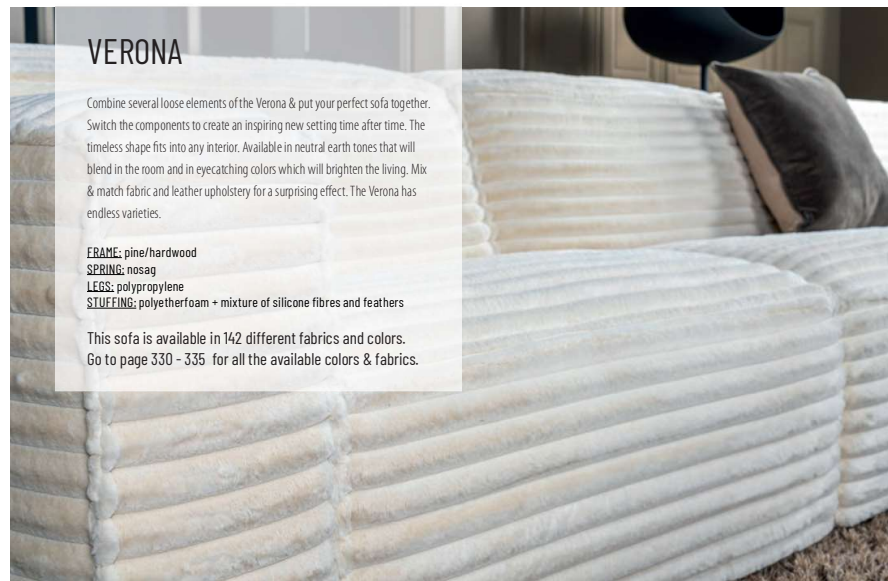 VERONA
Combine several loose elements of the Verona & put your perfect sofa together.
Switch the components to create an inspiring new setting time after time. The
timeless shape fits into any interior. Available in neutral earth tones that will
blend in the room and in eyecatching colors which will brighten the living. Mix
& match fabric and leather upholstery for a surprising effect. The Verona has
endless varieties.
FRAME: pine/hardwood
SPRING: nosag
LEGS: polypropylene
STUFFING: polyetherfoam + mixture of silicone fibres and feathers
This sofa is available in 142 different fabrics and colors.
Go to page 330 - 335 for all the available colors & fabrics.